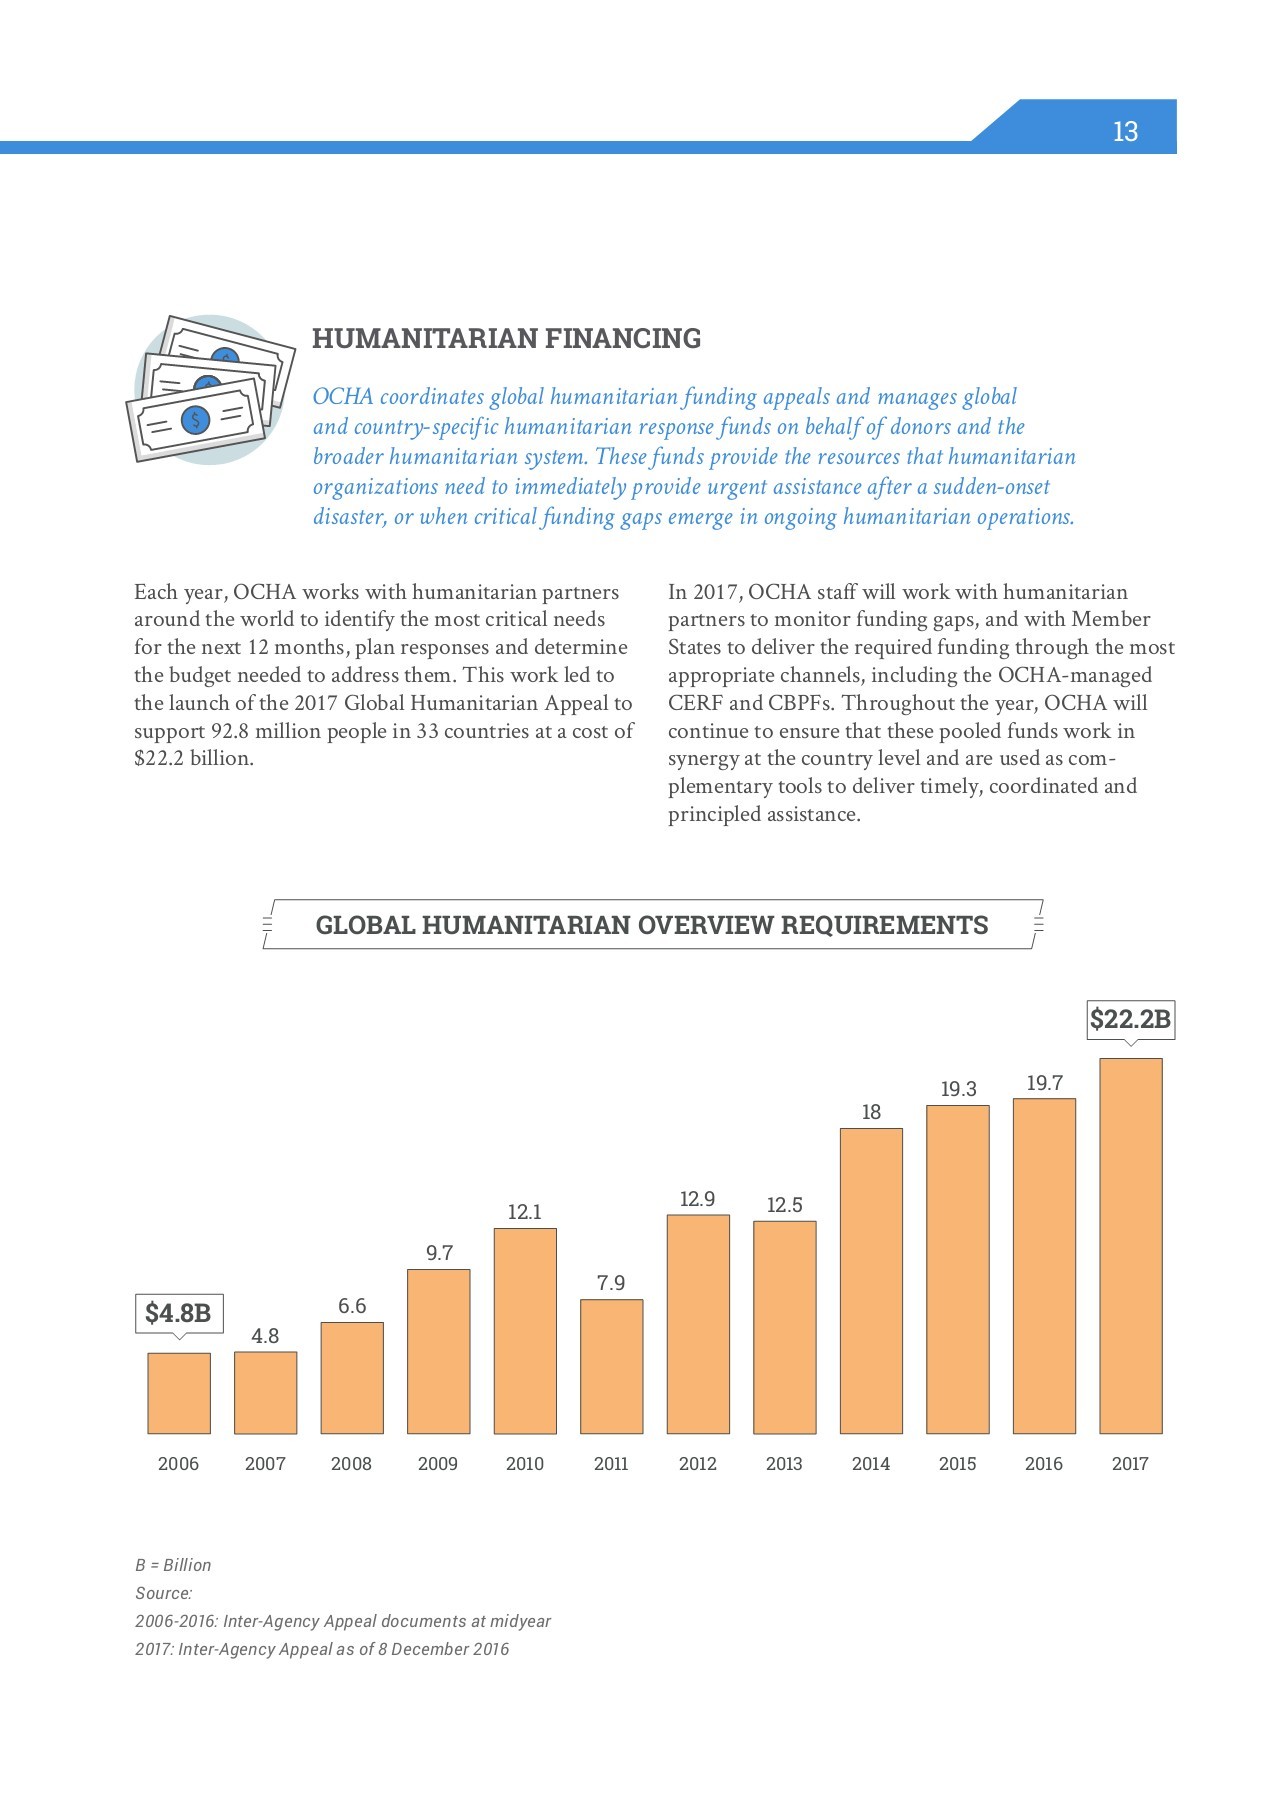 13
HUMANITARIAN FINANCING
OCHA coordinates global humanitarian funding appeals and manages global
and country-specific humanitarian response funds on behalf of donors and the
broader humanitarian system. These funds provide the resources that humanitarian
organizations need to immediately provide urgent assistance after a sudden-onset
disaster, or when critical funding gaps emerge in ongoing humanitarian operations.
Each year, OCHA works with humanitarian partners
around the world to identify the most critical needs
for the next 12 months, plan responses and determine
the budget needed to address them. This work led to
the launch of the 2017 Global Humanitarian Appeal to
support 92.8 million people in 33 countries at a cost of
$22.2 billion.
In 2017, OCHA staff will work with humanitarian
partners to monitor funding gaps, and with Member
States to deliver the required funding through the most
appropriate channels, including the OCHA-managed
CERF and CBPFs. Throughout the year, OCHA will
continue to ensure that these pooled funds work in
synergy at the country level and are used as com-
plementary tools to deliver timely, coordinated and
principled assistance.
GLOBAL HUMANITARIAN OVERVIEW REQUIREMENTS
$4.8B 4.8 6.6 9.7 12.1 7.9 12.9 12.5 18 19.3 19.7 $22.2B
2006 2007 2008 2009 2010 2011 2012 2013 2014 2015 2016 2017
B = Billion
Source:
2006-2016: Inter-Agency Appeal documents at midyear
2017: Inter-Agency Appeal as of 8 December 2016